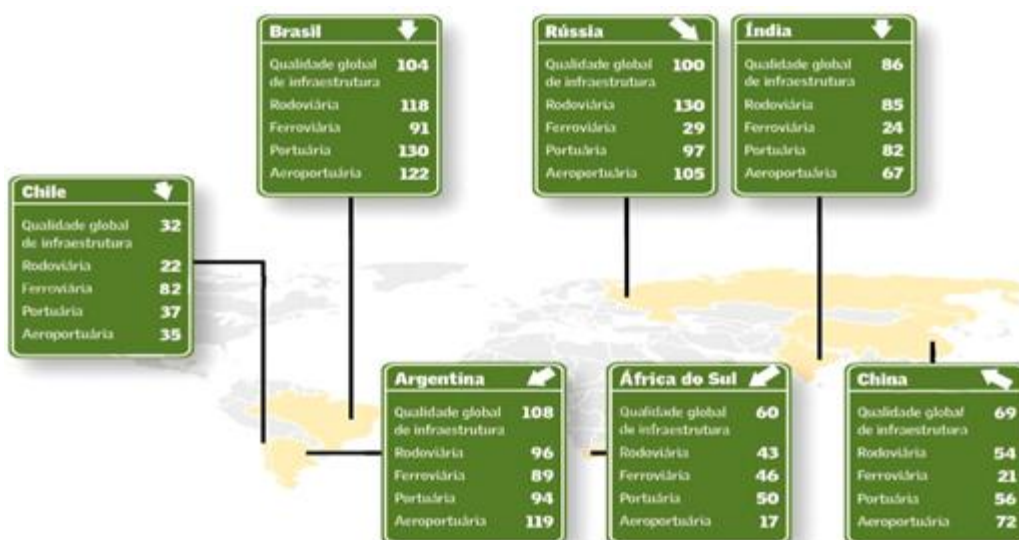 Brasil
Qualidade global 104
de infraestrutura
Rodoviária 118
Ferroviária 91
Portuária 130
Aeroportuária 122
Rússia
Qualidade global 100
de infraestrutura
Rodoviária 130
Ferroviária 29
Portuária 97
Aeroportuária 105
Índia
Qualidade global 86
de infraestrutura
Rodoviária 85
Ferroviária 24
Portuária 82
Aeroportuária 67
Chile
Qualidade global 32
de infraestrutura
Rodoviária 22
Ferroviária 82
Portuária 37
Aeroportuária 35
Argentina
Qualidade global 108
de infraestrutura
Rodoviária 96
Ferroviária 89
Portuária 94
Aeroportuária 119
África do Sul
Qualidade global 60
de infraestrutura
Rodoviária 43
Ferroviária 46
Portuária 50
Aeroportuária 17
China
Qualidade global 69
de infraestrutura
Rodoviária 54
Ferroviária 21
Portuária 56
Aeroportuária 72